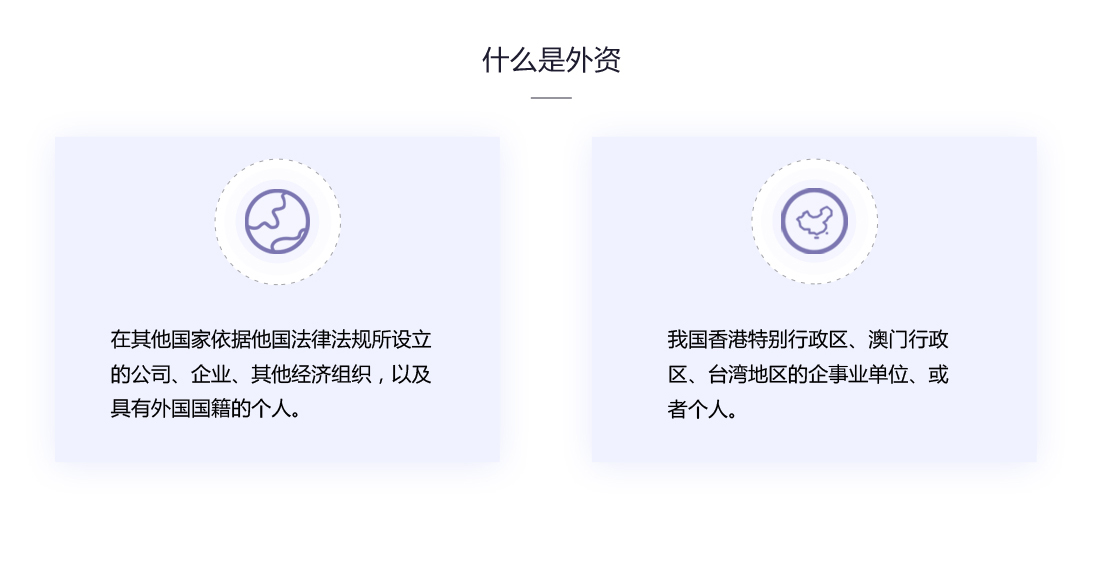 什么是外资
在其他国家依据他国法律法规所设立
的公司、企业、其他经济组织，以及
具有外国国籍的个人。
我国香港特别行政区、澳门行政
区、台湾地区的企事业单位、或
者个人。